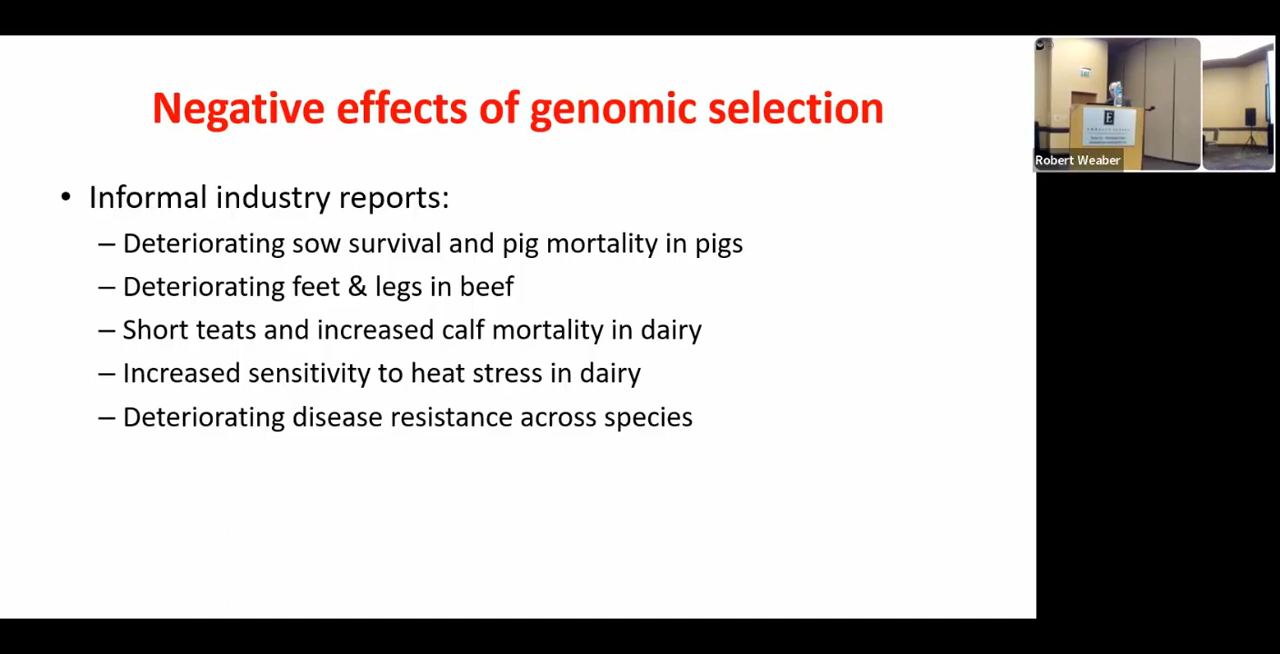 Negative effects of genomic selection
• Informal industry reports:
– Deteriorating sow survival and pig mortality in pigs
– Deteriorating feet & legs in beef
– Short teats and increased calf mortality in dairy
– Increased sensitivity to heat stress in dairy
– Deteriorating disease resistance across species
E
Robert Weaber